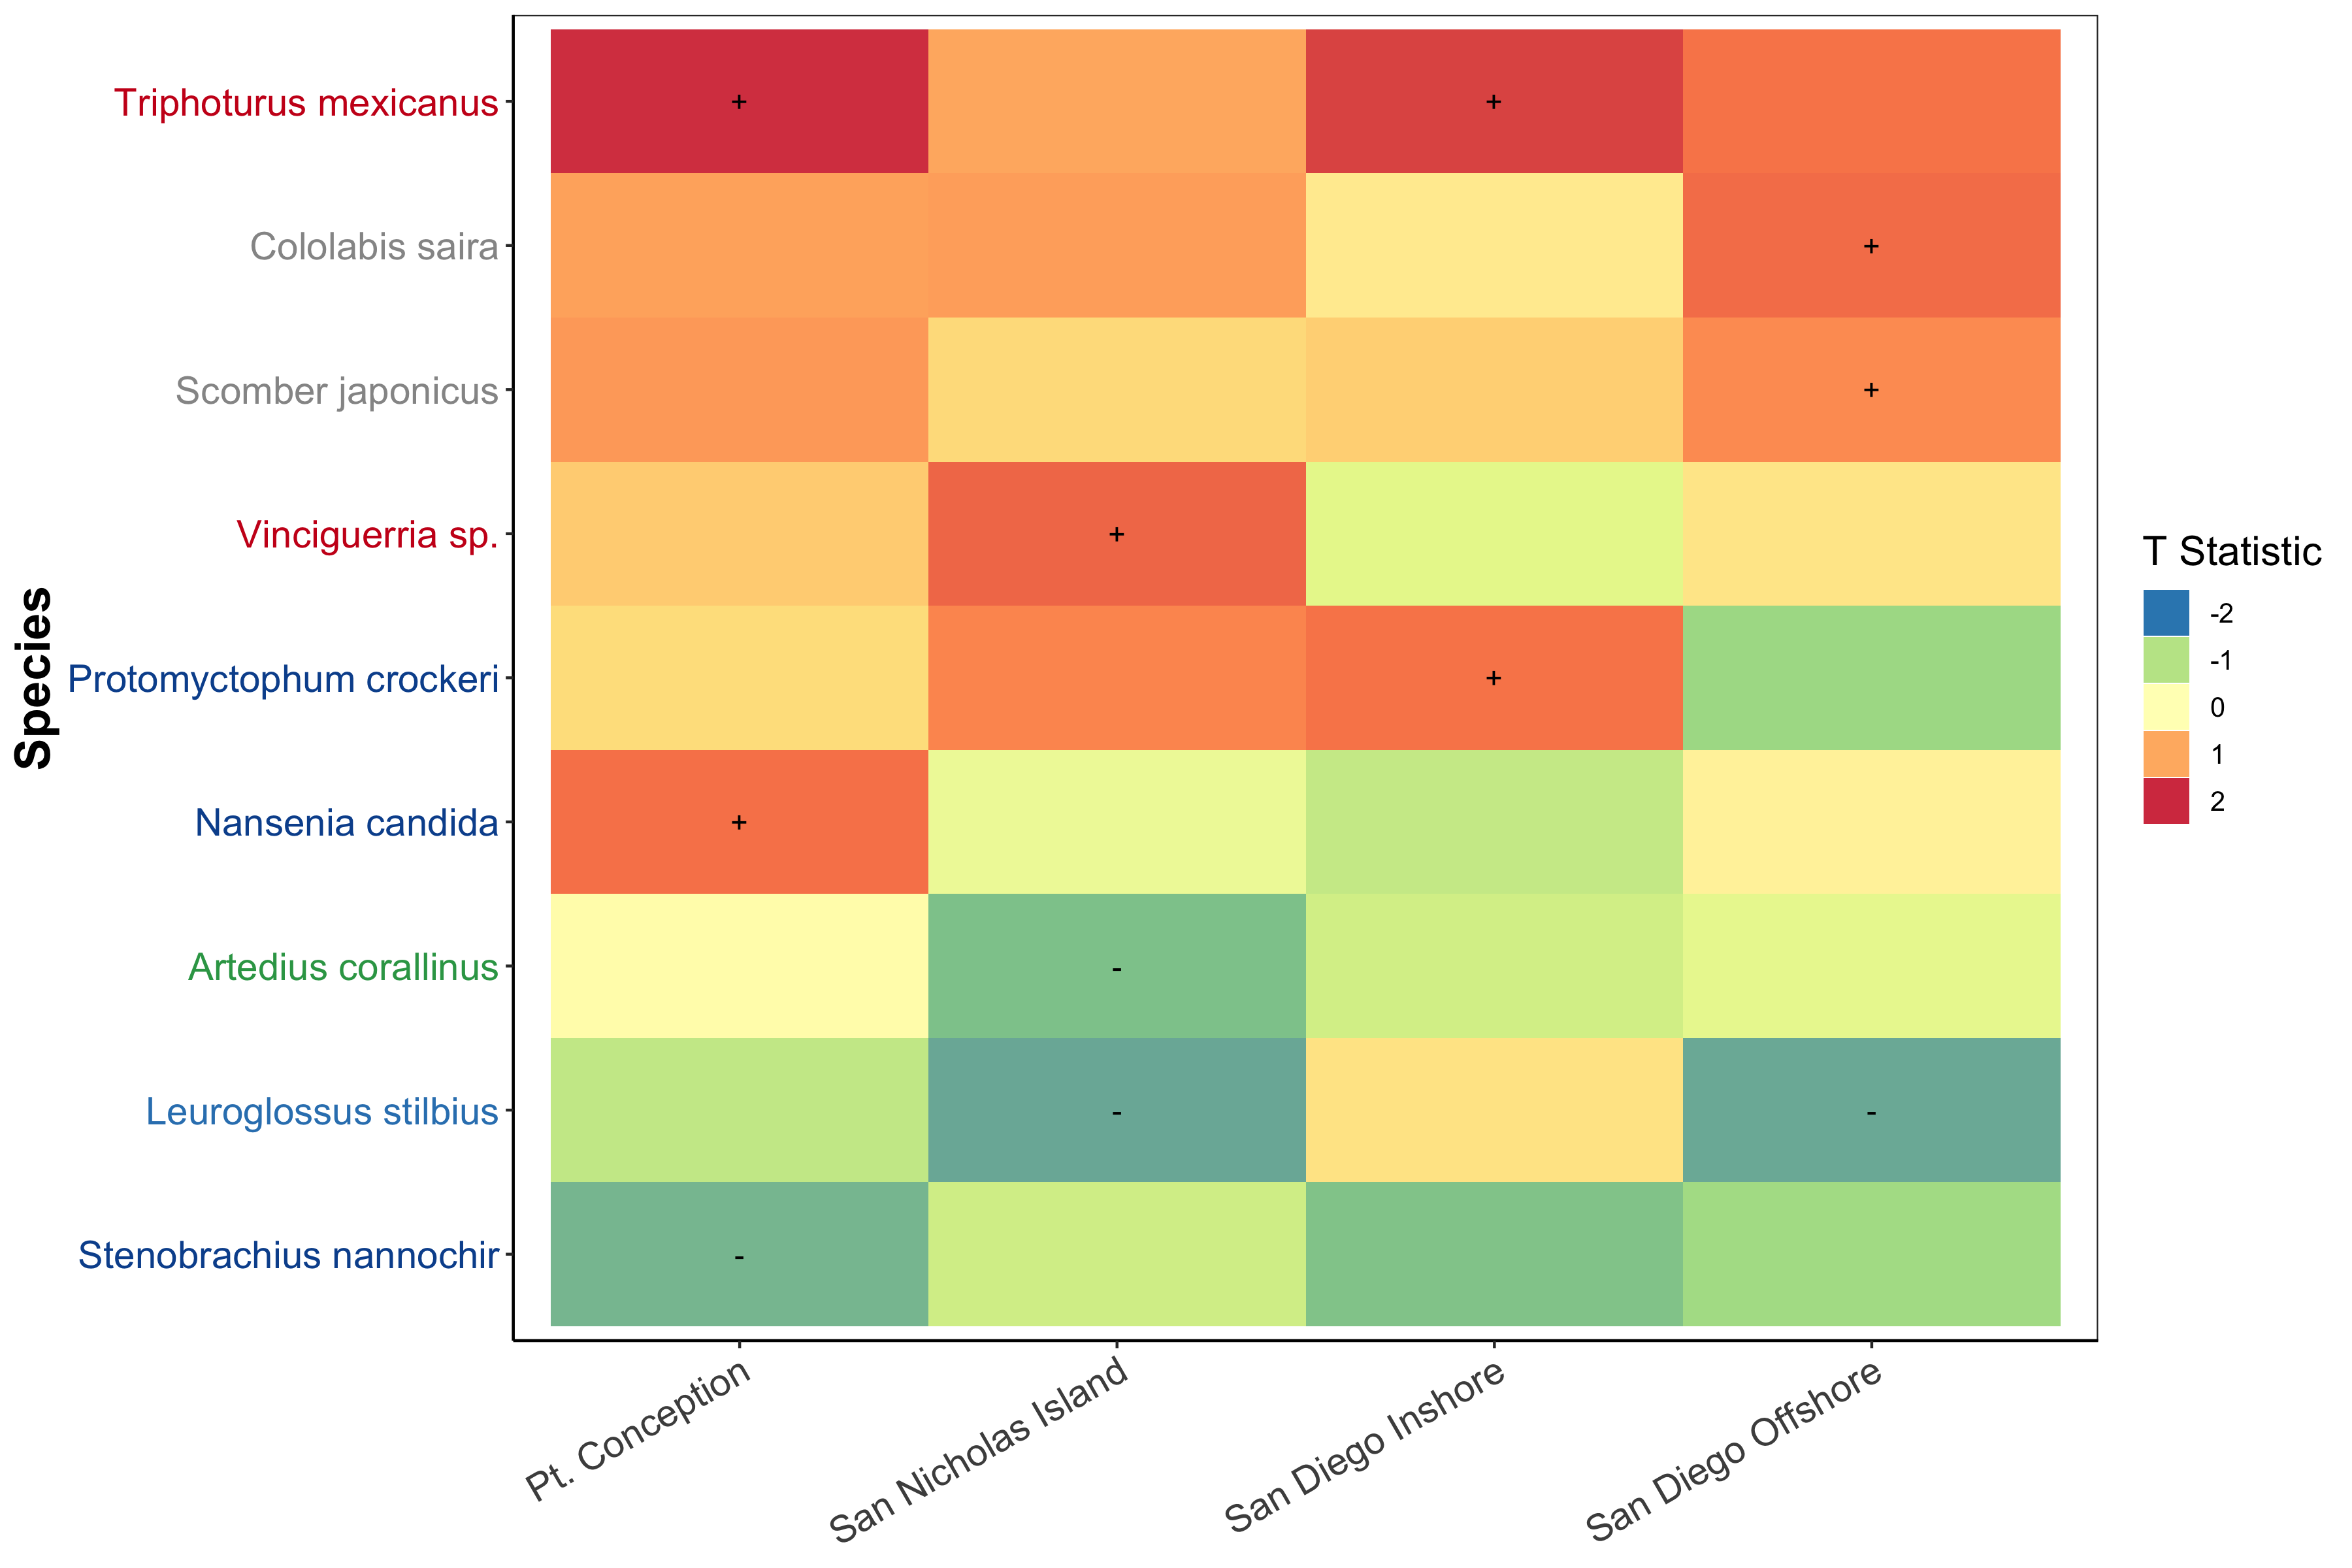 Species
Triphoturus mexicanus
+ +
Cololabis saira
+
Scomber japonicus
+
Vinciguerria sp.
+
Protomyctophum crockeri
+
Nansenia candida
+
Artedius corallinus
-
Leuroglossus stilbius
- -
Stenobrachius nannochir
-
Pt. Conception
San Nicholas Island
San Diego Inshore
San Diego Offshore
T Statistic
-2
-1
0
1
2